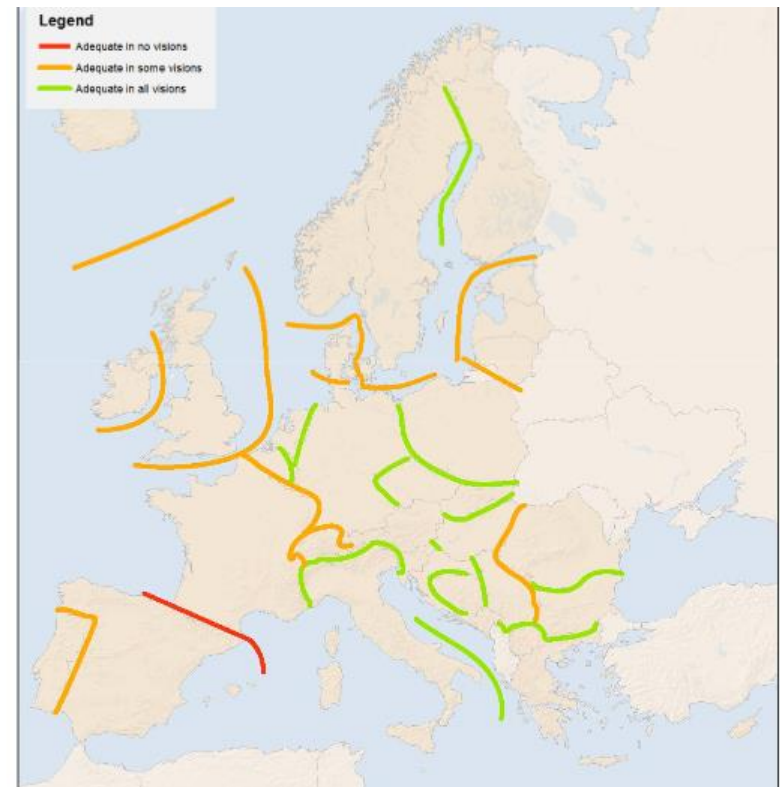 Legend
Adequate in no visions
Adequate in some visions
Adequate in all visions